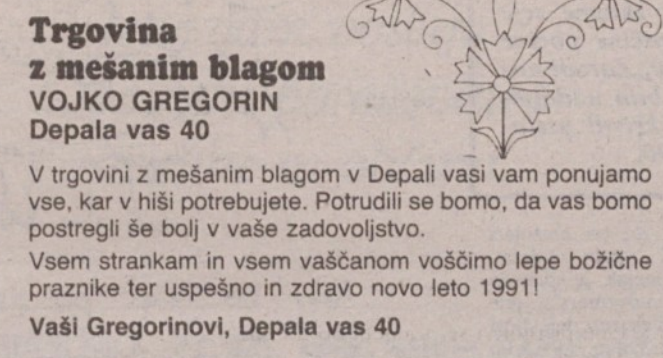 Trgovina
z mešanim blagom
VOJKO GREGORIN
Depala vas 40
V trgovini z mešanim blagom v Depali vasi vam ponujamo
vse, kar v hiši potrebujete. Potrudili se bomo, da vas bomo
postregli še bolj v vaše zadovoljstvo.
Vsem strankam in vsem vaščanom voščimo lepe božične
praznike ter uspešno in zdravo novo leto 1991!
Vaši Gregorinovi, Depala vas 40